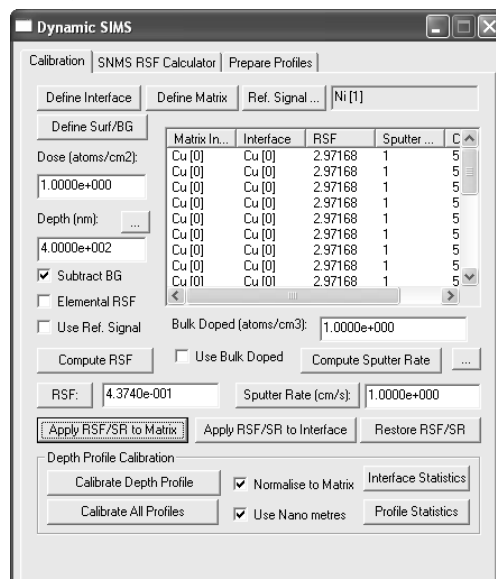 Dynamic SIMS
Calibration SNMS RSF Calculator Prepare Profiles
Define Interface Define Matrix Ref. Signal ... Ni [1]
Define Surf/BG
Matrix In... Interface RSF Sputter ... C
Cu [0] Cu [0] 2.97168 1 5
Cu [0] Cu [0] 2.97168 1 5
Cu [0] Cu [0] 2.97168 1 5
Cu [0] Cu [0] 2.97168 1 5
Cu [0] Cu [0] 2.97168 1 5
Cu [0] Cu [0] 2.97168 1 5
Cu [0] Cu [0] 2.97168 1 5
Cu [0] Cu [0] 2.97168 1 5
Cu [0] Cu [0] 2.97168 1 5
Dose (atoms/cm2):
1.0000e+000
Depth (nm): ...
4.0000e+002
Subtract BG
Elemental RSF
Use Ref. Signal
Bulk Doped (atoms/cm3): 1.0000e+000
Compute RSF Use Bulk Doped Compute Sputter Rate ...
RSF: 4.3740e-001 Sputter Rate (cm/s): 1.0000e+000
Apply RSF/SR to Matrix Apply RSF/SR to Interface Restore RSF/SR
Depth Profile Calibration
Calibrate Depth Profile Normalise to Matrix Interface Statistics
Calibrate All Profiles Use Nano metres Profile Statistics